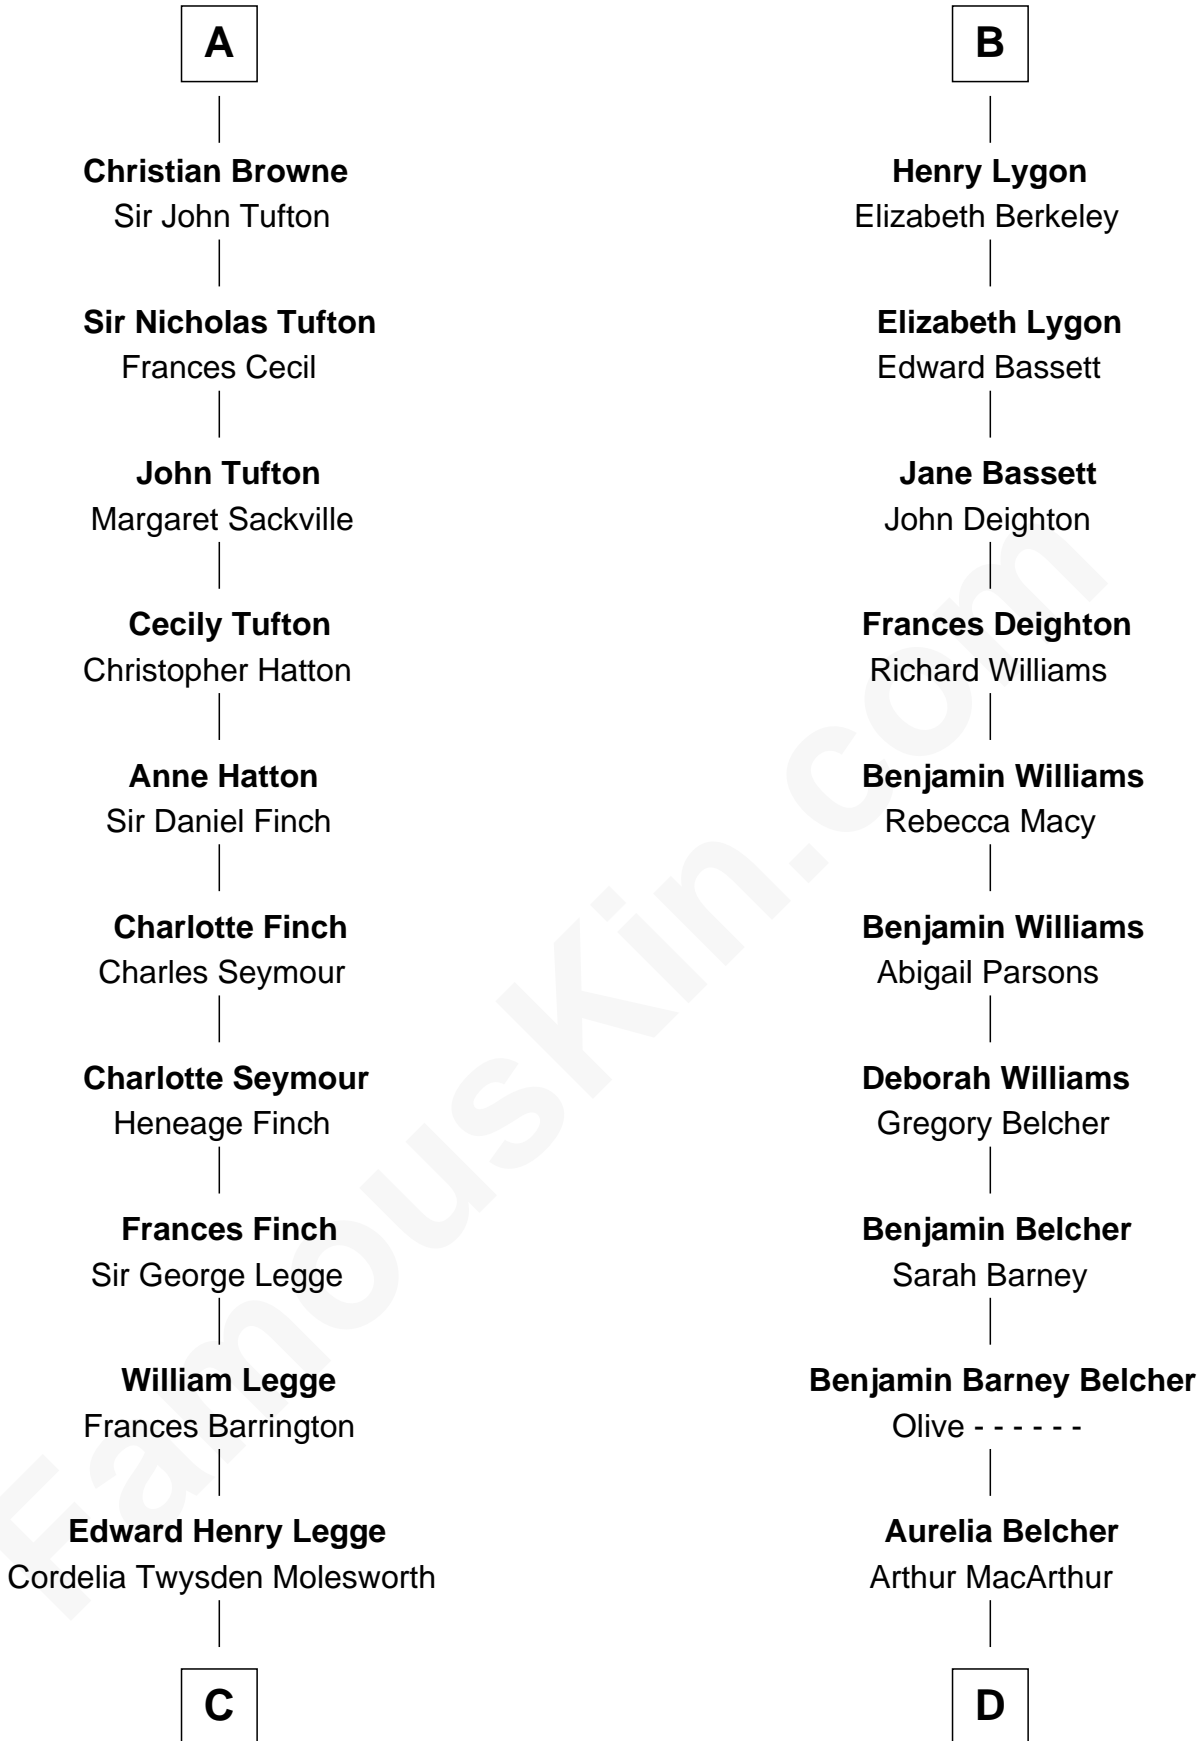 A
Christian Browne
Sir John Tufton
Sir Nicholas Tufton
Frances Cecil
John Tufton
Margaret Sackville
Cecily Tufton
Christopher Hatton
Anne Hatton
Sir Daniel Finch
Charlotte Finch
Charles Seymour
Charlotte Seymour
Heneage Finch
Frances Finch
Sir George Legge
William Legge
Frances Barrington
Edward Henry Legge
Cordelia Twysden Molesworth
C
B
Henry Lygon
Elizabeth Berkeley
Elizabeth Lygon
Edward Bassett
Jane Bassett
John Deighton
Frances Deighton
Richard Williams
Benjamin Williams
Rebecca Macy
Benjamin Williams
Abigail Parsons
Deborah Williams
Gregory Belcher
Benjamin Belcher
Sarah Barney
Benjamin Barney Belcher
Olive - - - - - -
Aurelia Belcher
Arthur MacArthur
D
FamousKin.com